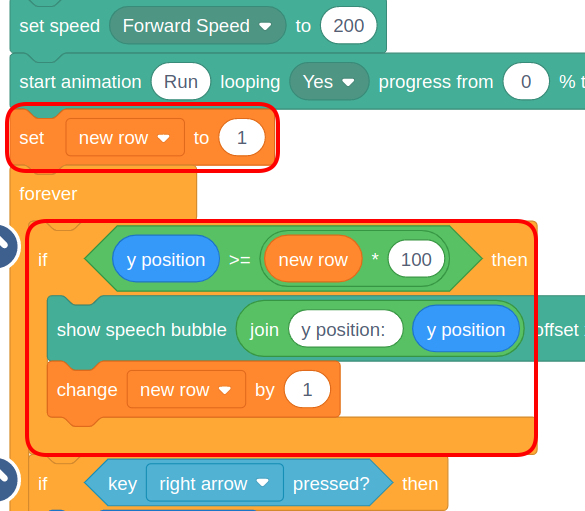 set speed Forward Speed to 200
start animation Run looping Yes progress from 0 % t
set new row to 1
forever
if y position >= new row * 100 then
show speech bubble join y position: y position offset
change new row by 1
if key right arrow pressed? then